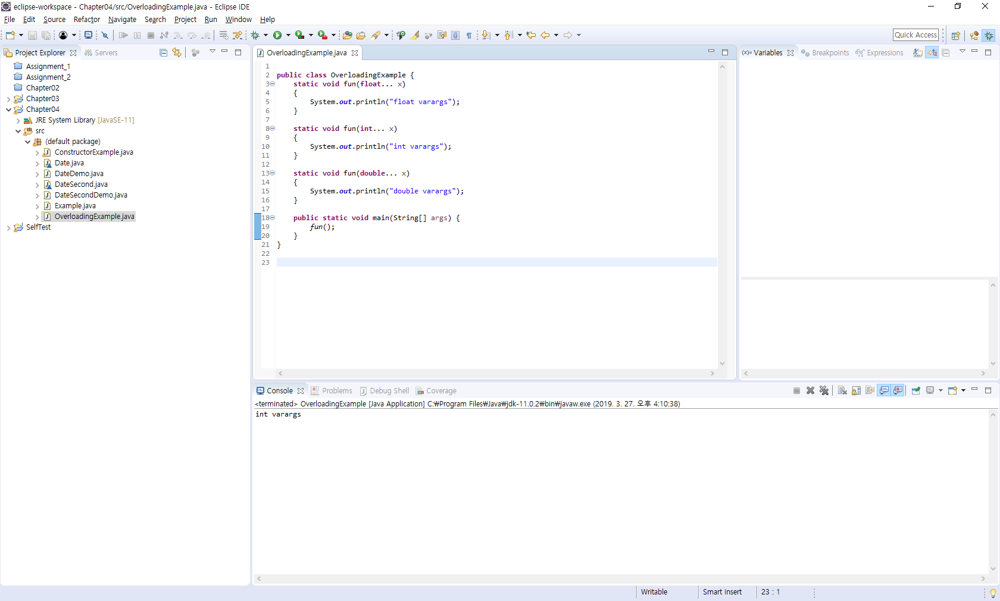 eclipse-workspace - Chapter04/src/OverloadingExample.java - Eclipse IDE
File Edit Source Refactor Navigate Search Project Run Window Help
Quick Access
Project Explorer Servers
Assignment_1
Assignment_2
Chapter02
Chapter03
Chapter04
JRE System Library [JavaSE-11]
src
(default package)
ConstructorExample.java
Date.java
DateDemo.java
DateSecond.java
DateSecondDemo.java
Example.java
OverloadingExample.java
SelfTest
OverloadingExample.java
1
2 public class OverloadingExample {
3 static void fun(float... x)
4 {
5 System.out.println("float varargs");
6 }
7
8 static void fun(int... x)
9 {
10 System.out.println("int varargs");
11 }
12
13 static void fun(double... x)
14 {
15 System.out.println("double varargs");
16 }
17
18 public static void main(String[] args) {
19 fun();
20 }
21 }
22
23
(x)= Variables Breakpoints Expressions
Console Problems Debug Shell Coverage
<terminated> OverloadingExample [Java Application] C:₩Program Files₩Java₩jdk-11.0.2₩bin₩javaw.exe (2019. 3. 27. 오후 4:10:38)
int varargs
Writable Smart Insert 23 : 1